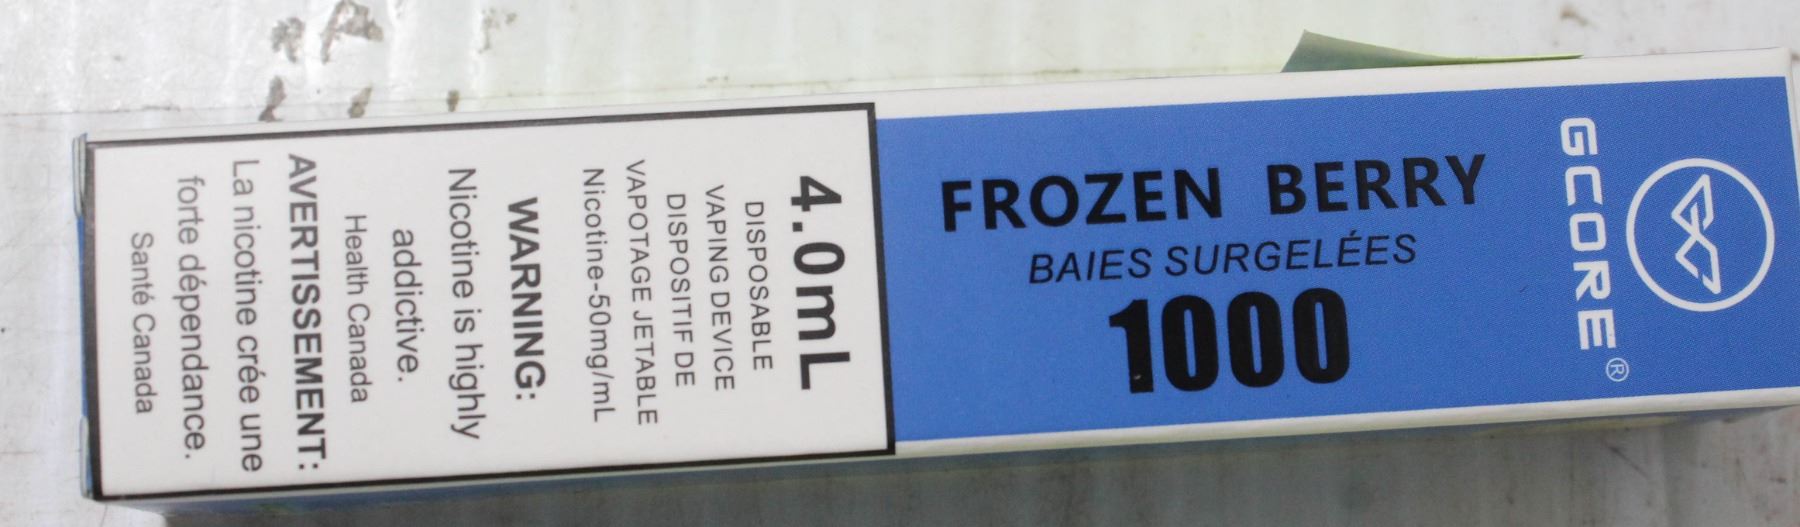 GCORE®
FROZEN BERRY
BAIES SURGELÉES
1000
4.0mL
DISPOSABLE
VAPING DEVICE
DISPOSITIF DE
VAPOTAGE JETABLE
Nicotine-50mg/mL
WARNING:
Nicotine is highly
addictive.
Health Canada
AVERTISSEMENT:
La nicotine crée une
forte dépendance.
Santé Canada